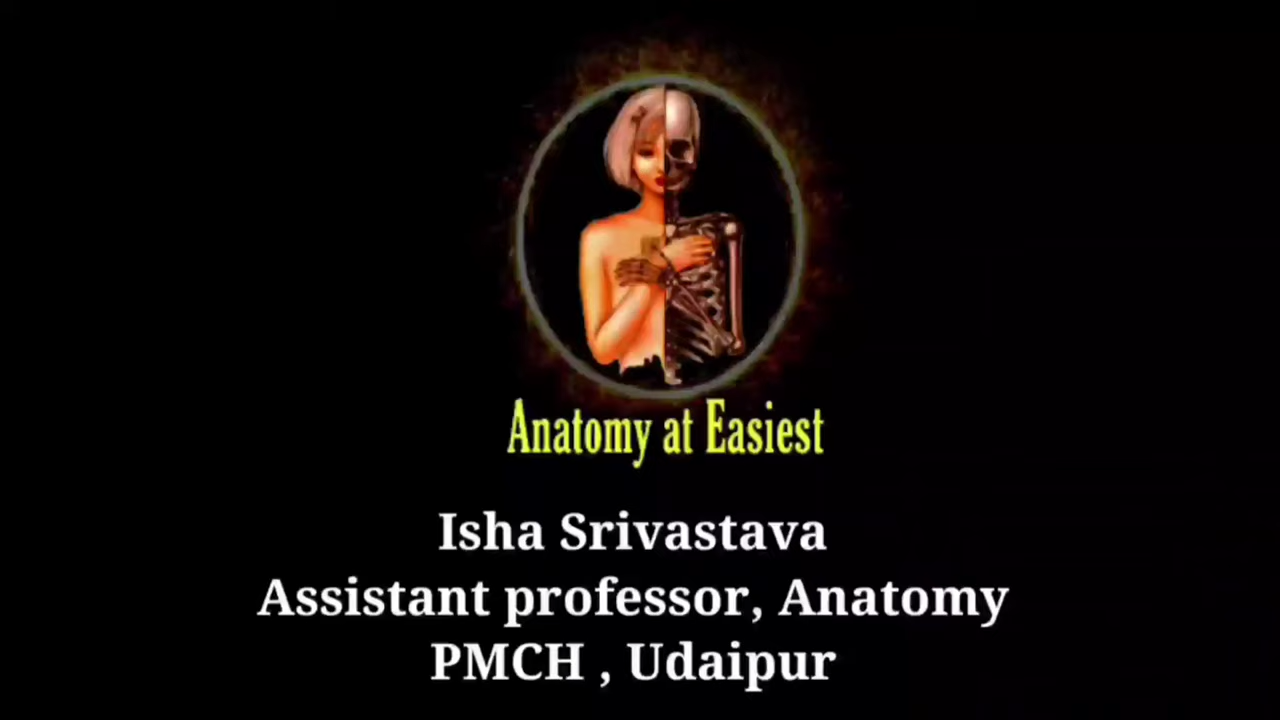 Anatomy at Easiest
Isha Srivastava
Assistant professor, Anatomy
PMCH , Udaipur